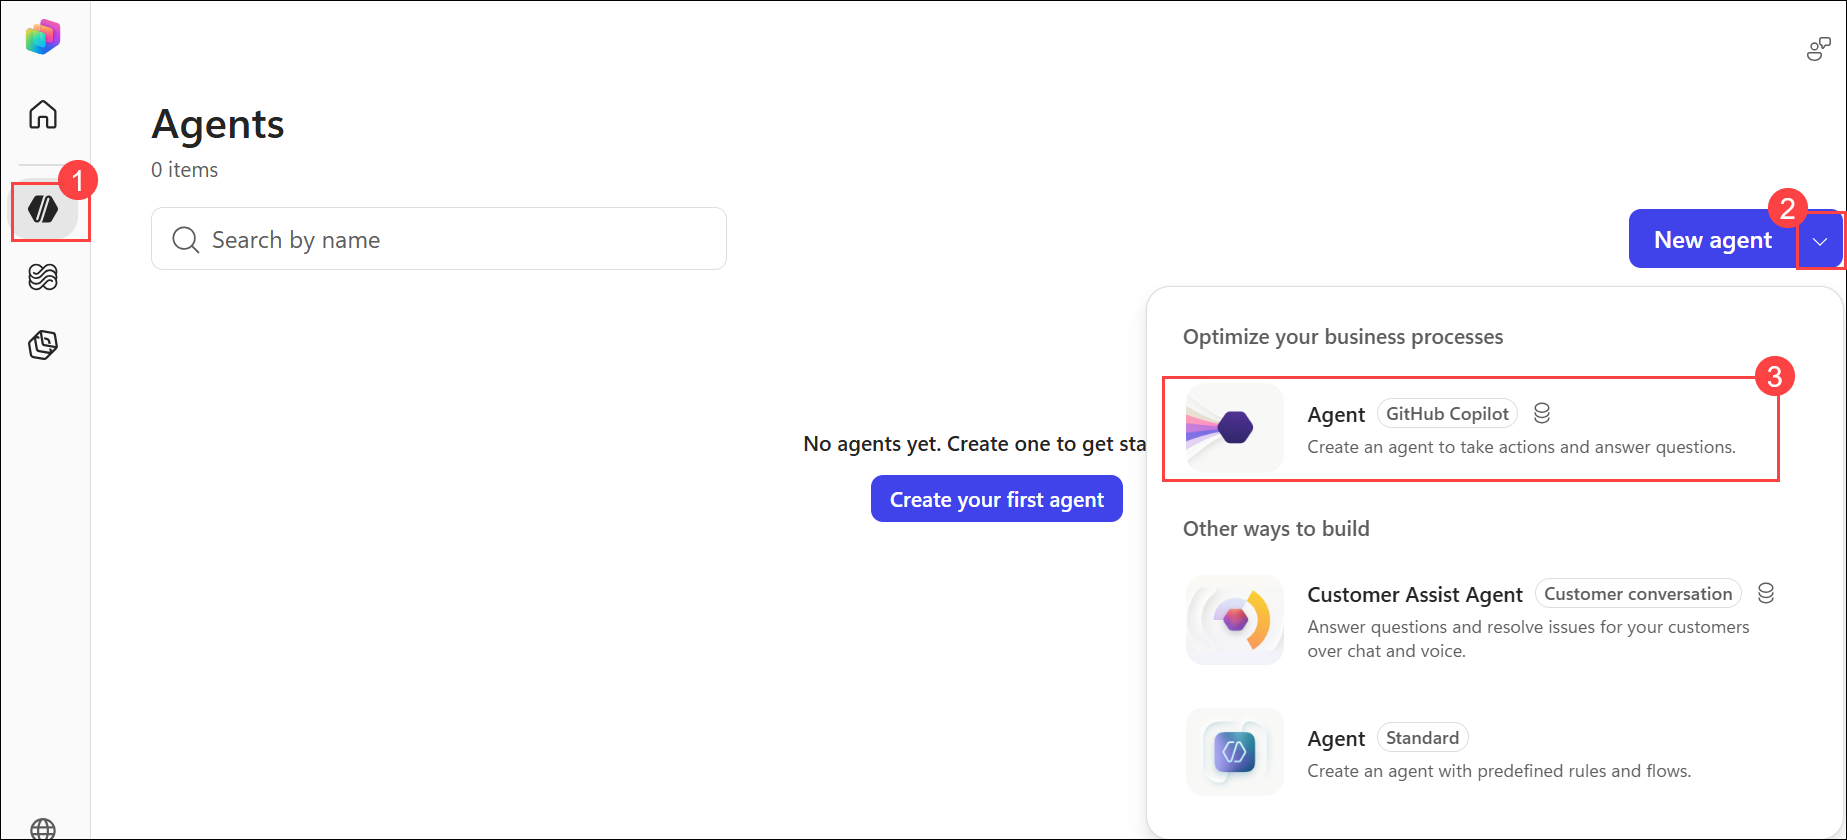 Agents
0 items
1
Search by name
2
New agent
Optimize your business processes
3
Agent GitHub Copilot
Create an agent to take actions and answer questions.
No agents yet. Create one to get sta
Create your first agent
Other ways to build
Customer Assist Agent Customer conversation
Answer questions and resolve issues for your customers
over chat and voice.
Agent Standard
Create an agent with predefined rules and flows.